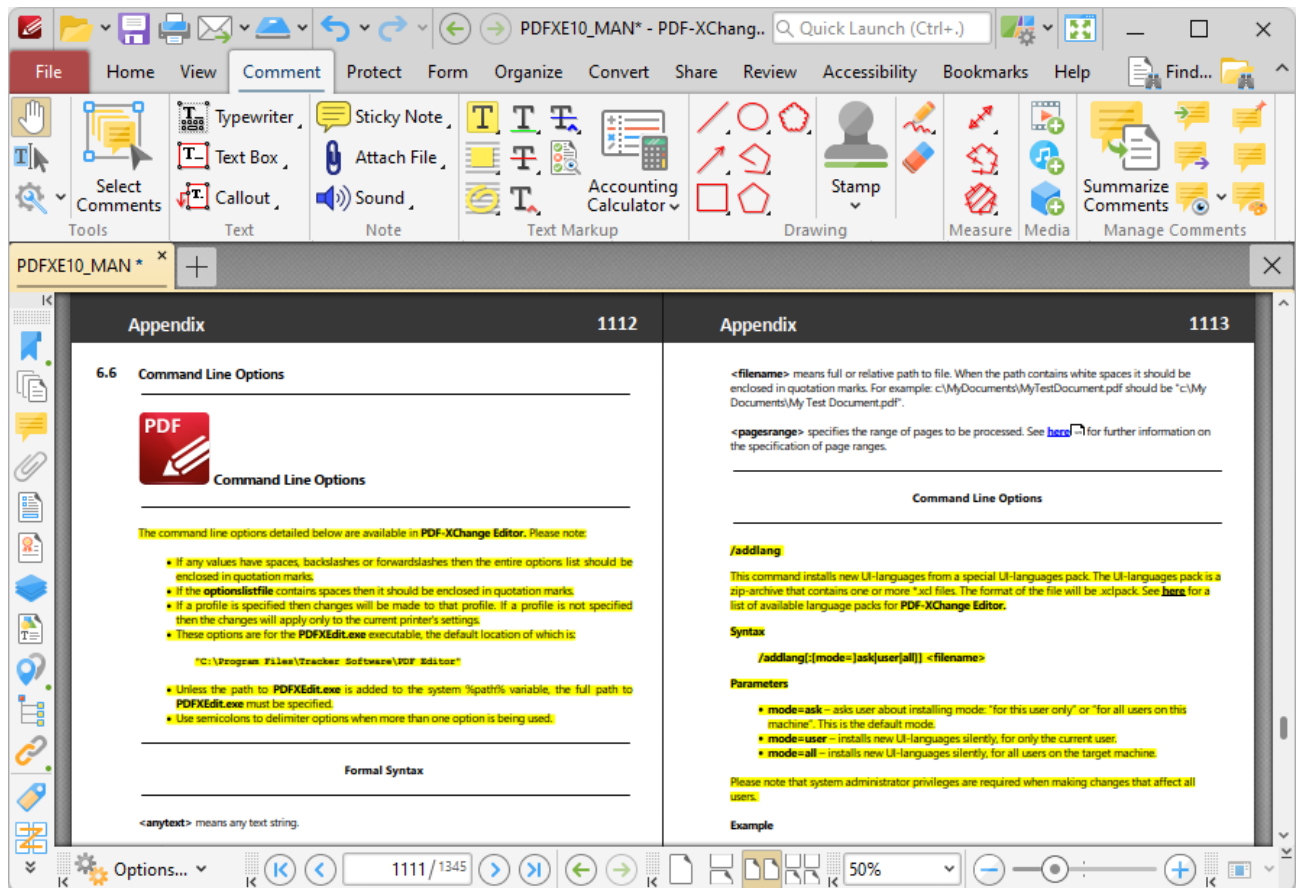 PDFXE10_MAN* - PDF-XChang.. Quick Launch (Ctrl+.)
File Home View Comment Protect Form Organize Convert Share Review Accessibility Bookmarks Help Find...
Typewriter Sticky Note
Text Box Attach File
Callout Sound
Select
Comments
Accounting
Calculator
Stamp
Summarize
Comments
Tools Text Note Text Markup Drawing Measure Media Manage Comments
PDFXE10_MAN *
Appendix 1112
6.6 Command Line Options
PDF
Command Line Options
The command line options detailed below are available in PDF-XChange Editor. Please note:
• If any values have spaces, backslashes or forwardslashes then the entire options list should be
enclosed in quotation marks.
• If the optionslistfile contains spaces then it should be enclosed in quotation marks.
• If a profile is specified then changes will be made to that profile. If a profile is not specified
then the changes will apply only to the current printer's settings.
• These options are for the PDFXEdit.exe executable, the default location of which is:
"C:\Program Files\Tracker Software\PDF Editor"
• Unless the path to PDFXEdit.exe is added to the system %path% variable, the full path to
PDFXEdit.exe must be specified.
• Use semicolons to delimiter options when more than one option is being used.
Formal Syntax
<anytext> means any text string.
Appendix 1113
<filename> means full or relative path to file. When the path contains white spaces it should be
enclosed in quotation marks. For example: c:\MyDocuments\MyTestDocument.pdf should be "c:\My
Documents\My Test Document.pdf".
<pagesrange> specifies the range of pages to be processed. See here for further information on
the specification of page ranges.
Command Line Options
/addlang
This command installs new UI-languages from a special UI-languages pack. The UI-languages pack is a
zip-archive that contains one or more *.xcl files. The format of the file will be .xclpack. See here for a
list of available language packs for PDF-XChange Editor.
Syntax
/addlang[:[mode=]ask|user|all]] <filename>
Parameters
• mode=ask – asks user about installing mode: "for this user only" or "for all users on this
machine". This is the default mode.
• mode=user – installs new UI-languages silently, for only the current user.
• mode=all – installs new UI-languages silently, for all users on the target machine.
Please note that system administrator privileges are required when making changes that affect all
users.
Example
Options... 1111 / 1345 50%